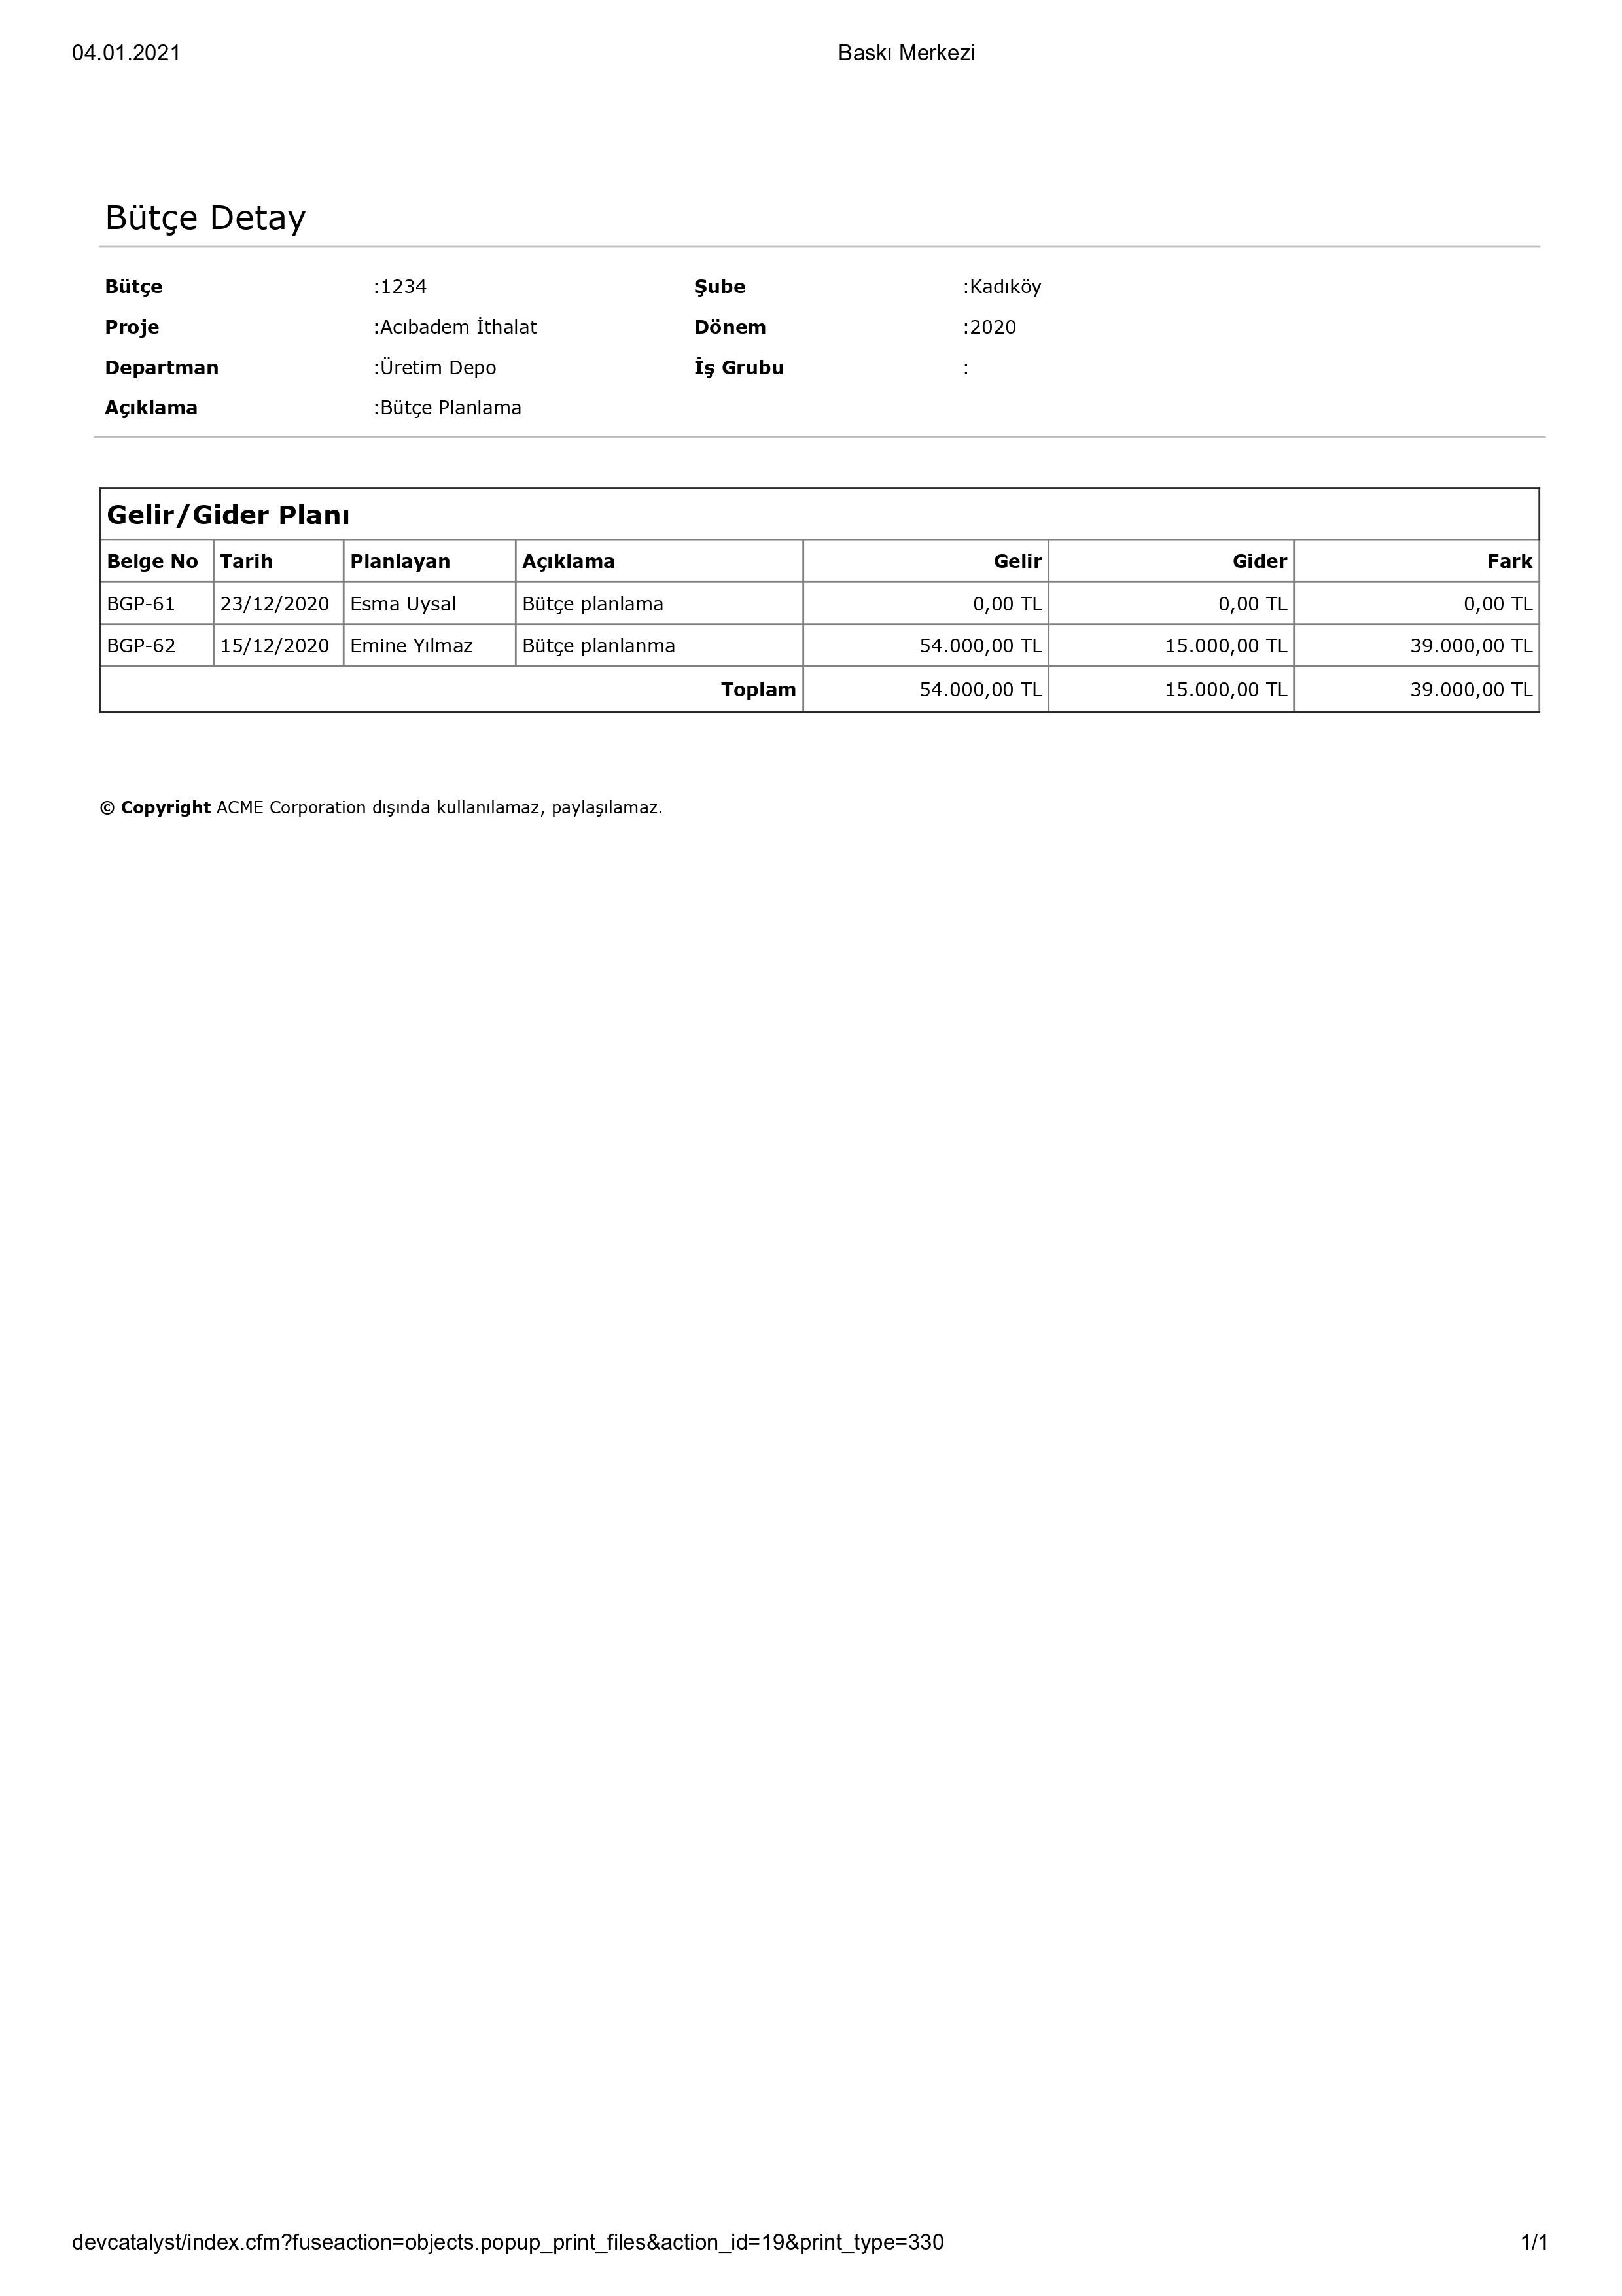 04.01.2021 Baskı Merkezi
Bütçe Detay
Bütçe :1234 Şube :Kadıköy
Proje :Acıbadem İthalat Dönem :2020
Departman :Üretim Depo İş Grubu :
Açıklama :Bütçe Planlama
Gelir/Gider Planı
Belge No Tarih Planlayan Açıklama Gelir Gider Fark
BGP-61 23/12/2020 Esma Uysal Bütçe planlama 0,00 TL 0,00 TL 0,00 TL
BGP-62 15/12/2020 Emine Yılmaz Bütçe planlanma 54.000,00 TL 15.000,00 TL 39.000,00 TL
Toplam 54.000,00 TL 15.000,00 TL 39.000,00 TL
© Copyright ACME Corporation dışında kullanılamaz, paylaşılamaz.
devcatalyst/index.cfm?fuseaction=objects.popup_print_files&action_id=19&print_type=330 1/1